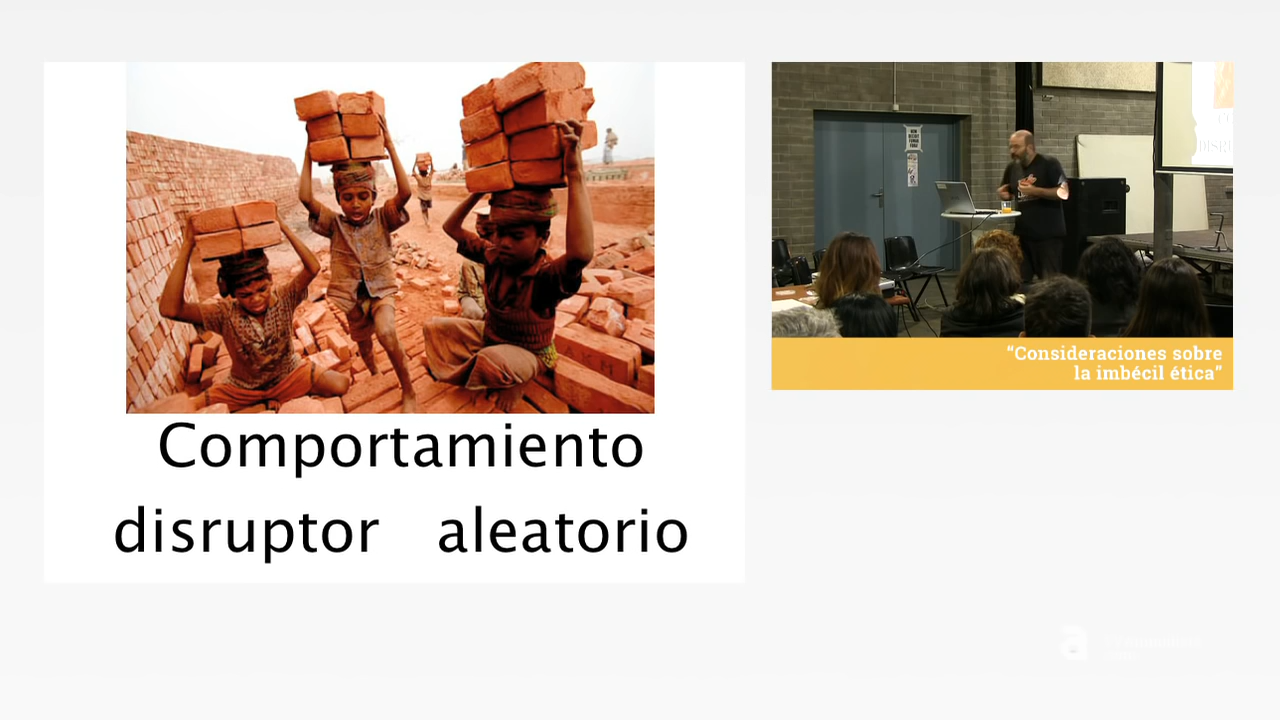 Comportamiento
disruptor aleatorio
“Consideraciones sobre
la imbécil ética”